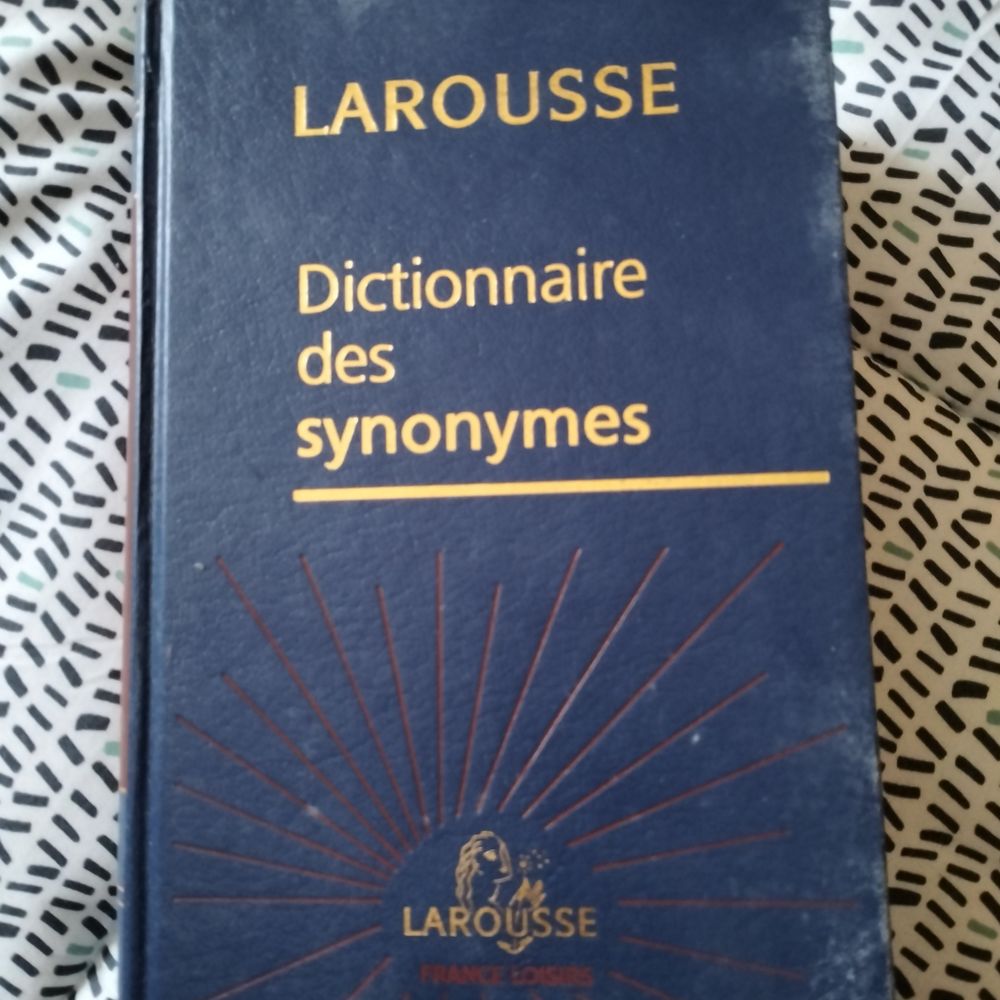 LAROUSSE
Dictionnaire
des
synonymes
LAROUSSE
FRANCE LOISIRS